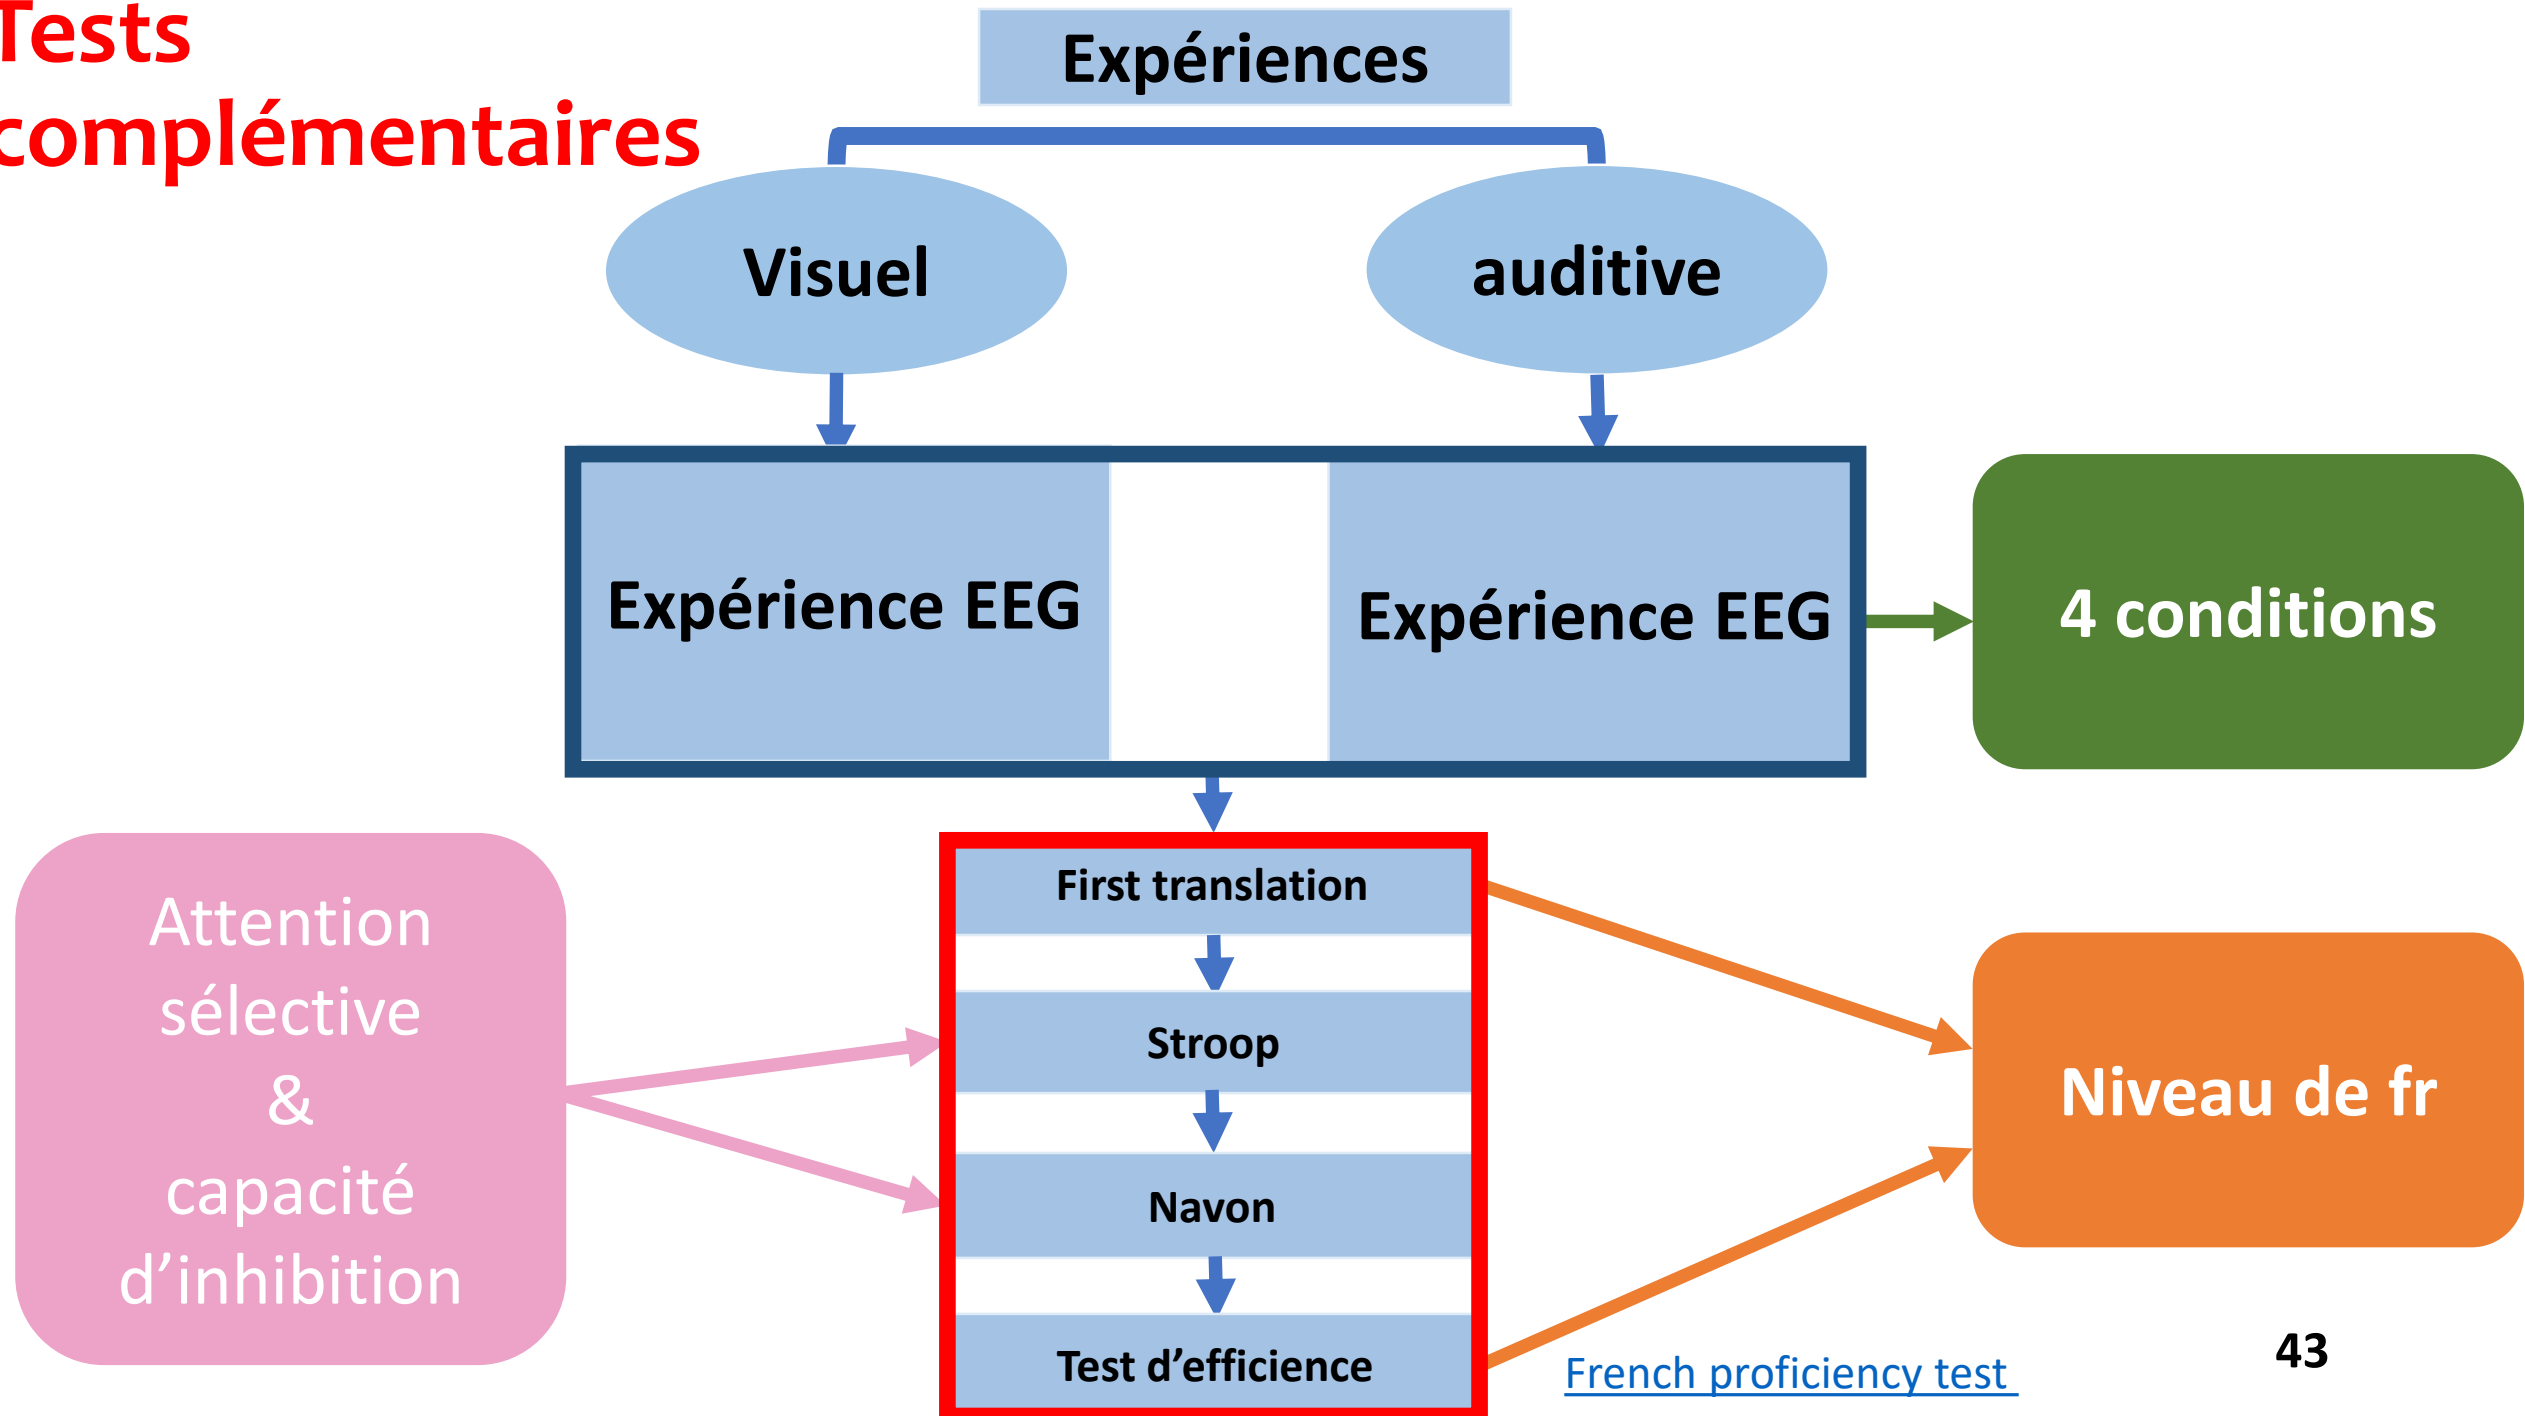 Tests
complémentaires
Expériences
Visuel
auditive
Expérience EEG
Expérience EEG
4 conditions
First translation
Stroop
Navon
Test d’efficience
Attention
sélective
&
capacité
d’inhibition
Niveau de fr
French proficiency test
43